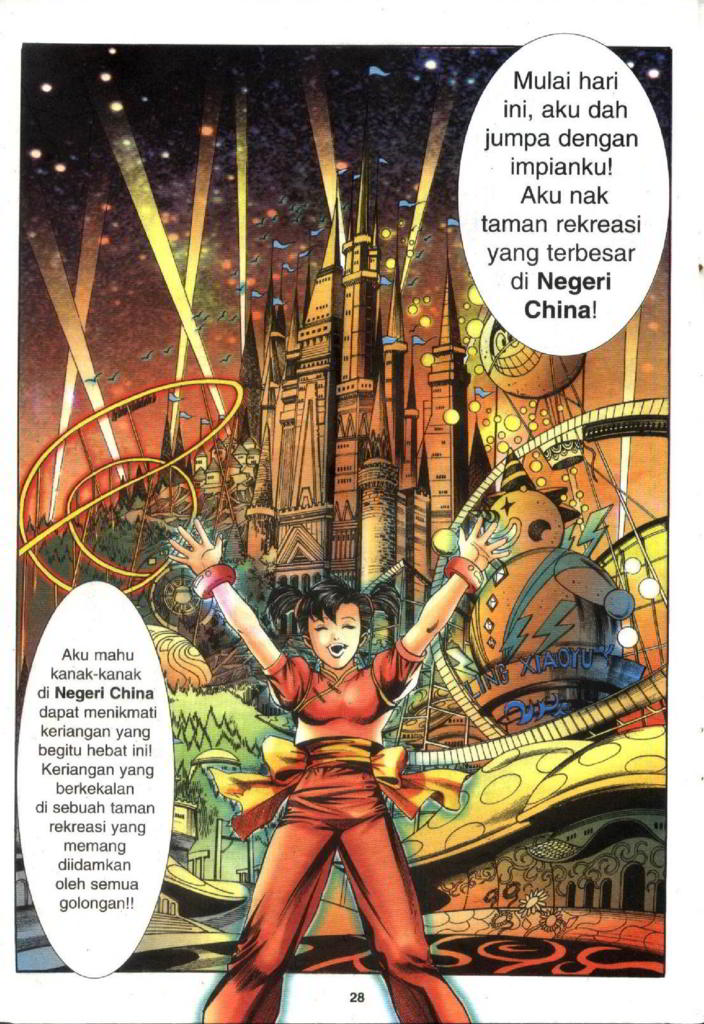 Mulai hari
ini, aku dah
jumpa dengan
impianku!
Aku nak
taman rekreasi
yang terbesar
di Negeri
China!
LING XIAOYU
Aku mahu
kanak-kanak
di Negeri China
dapat menikmati
keriangan yang
begitu hebat ini!
Keriangan yang
berkekalan
di sebuah taman
rekreasi yang
memang
diidamkan
oleh semua
golongan!!
28